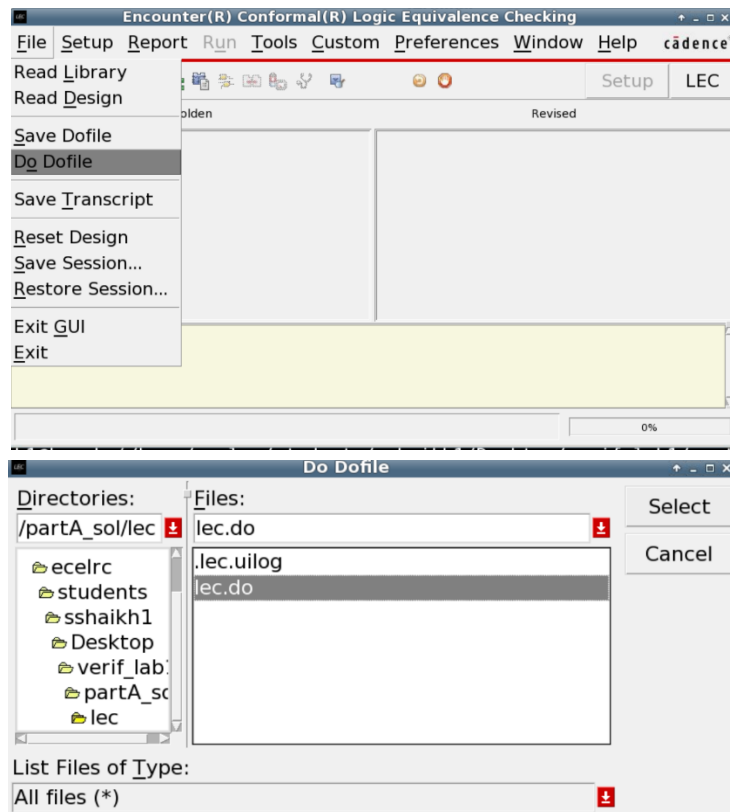 Encounter(R) Conformal(R) Logic Equivalence Checking
File Setup Report Run Tools Custom Preferences Window Help cādence
Read Library
Read Design
Setup LEC
olden Revised
Save Dofile
Do Dofile
Save Transcript
Reset Design
Save Session...
Restore Session...
Exit GUI
Exit
0%
Do Dofile
Directories: Files:
/partA_sol/lec lec.do Select
Cancel
.lec.uilog
lec.do
ecelrc
students
sshaikh1
Desktop
verif_lab
partA_so
lec
List Files of Type:
All files (*)